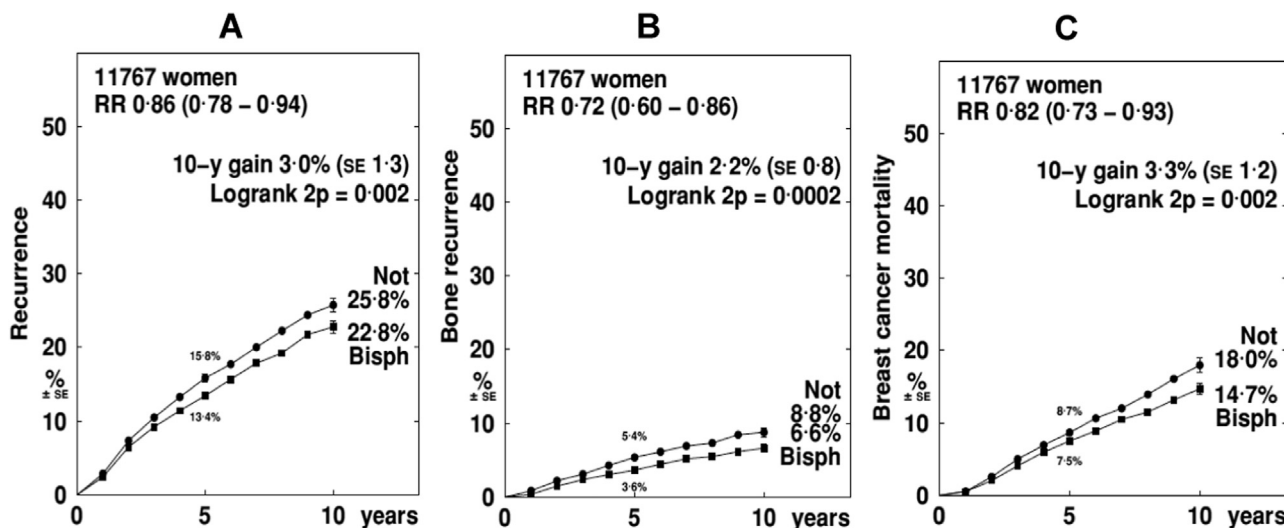 A
11767 women
RR 0·86 (0·78 – 0·94)
50
10–y gain 3·0% (SE 1·3)
Logrank 2p = 0·002
40
30
Not
25·8%
22·8%
Bisph
20
15·8%
13·4%
%
± SE
10
0
0 5 10 years
Recurrence
B
11767 women
RR 0·72 (0·60 – 0·86)
50
10–y gain 2·2% (SE 0·8)
Logrank 2p = 0·0002
40
30
20
Not
8·8%
6·6%
Bisph
5·4%
3·6%
%
± SE
10
0
0 5 10 years
Bone recurrence
C
11767 women
RR 0·82 (0·73 – 0·93)
50
10–y gain 3·3% (SE 1·2)
Logrank 2p = 0·002
40
30
20
Not
18·0%
14·7%
Bisph
8·7%
7·5%
%
± SE
10
0
0 5 10 years
Breast cancer mortality